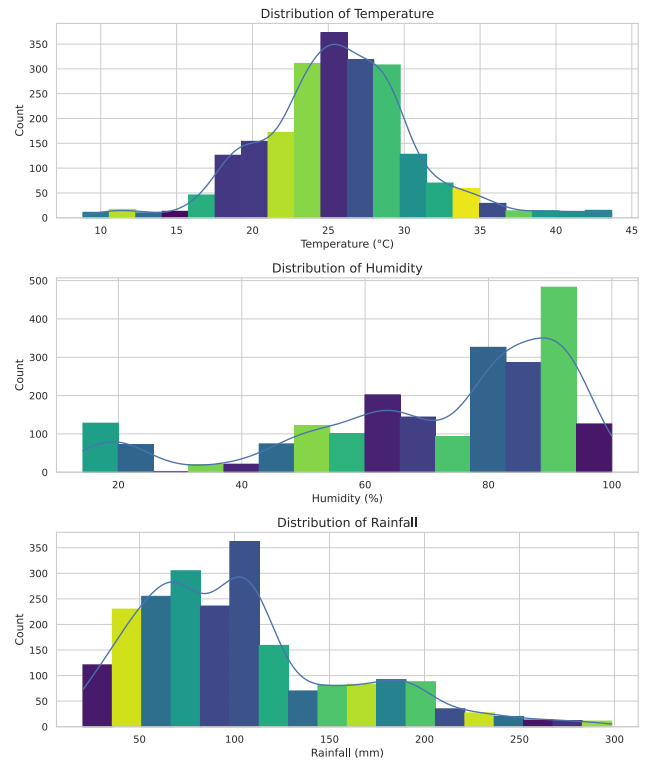 Distribution of Temperature
350
300
250
200
150
100
50
0
Count
10 15 20 25 30 35 40 45
Temperature (°C)
Distribution of Humidity
500
400
300
200
100
0
Count
20 40 60 80 100
Humidity (%)
Distribution of Rainfall
350
300
250
200
150
100
50
0
Count
50 100 150 200 250 300
Rainfall (mm)